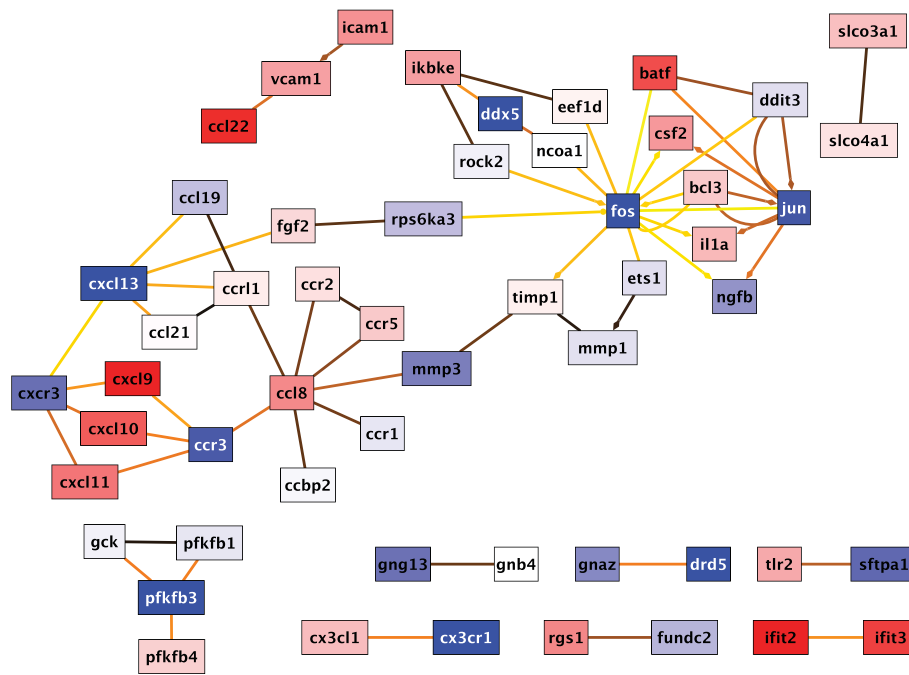 icam1
slco3a1
vcam1
ikbke
batf
ddit3
ddx5
eef1d
ccl22
csf2
slco4a1
ncoa1
rock2
bcl3
ccl19
fgf2
rps6ka3
fos
jun
il1a
cxcl13
ccrl1
ccr2
timp1
ets1
ngfb
ccl21
ccr5
mmp1
cxcr3
cxcl9
ccl8
mmp3
cxcl10
ccr3
ccr1
cxcl11
ccbp2
gck
pfkfb1
gng13
gnb4
gnaz
drd5
tlr2
sftpa1
pfkfb3
cx3cl1
cx3cr1
rgs1
fundc2
ifit2
ifit3
pfkfb4